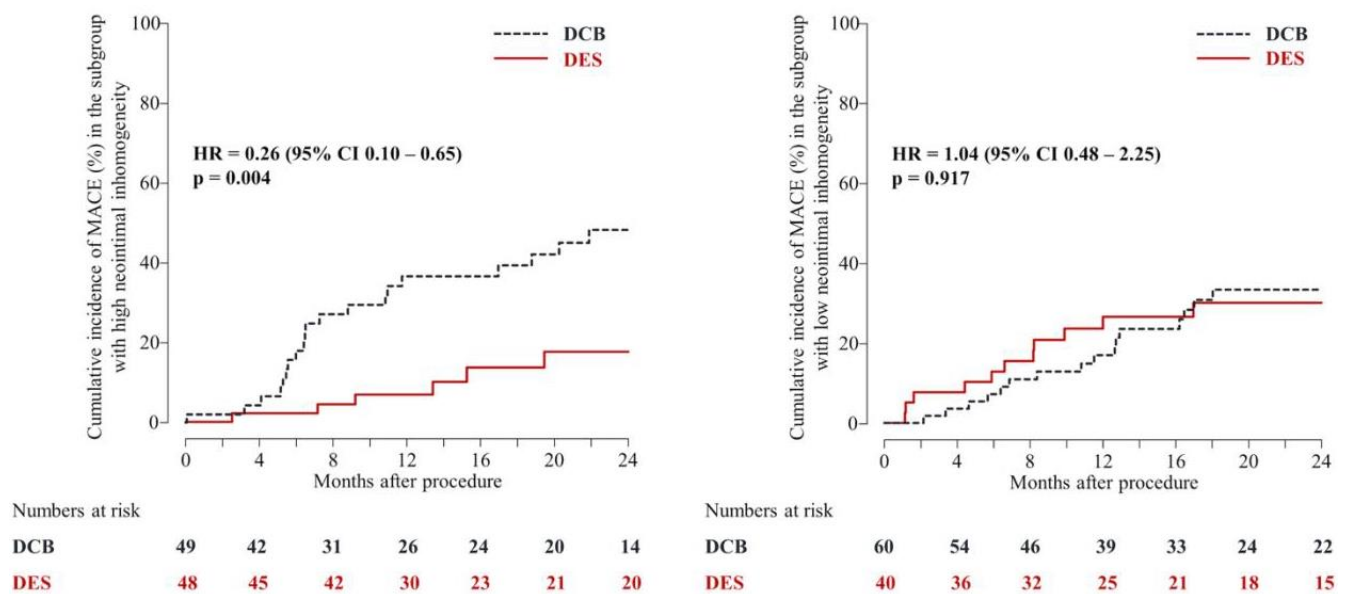 Cumulative incidence of MACE (%) in the subgroup
with high neointimal inhomogeneity
100
80
60
40
20
0
DCB
DES
HR = 0.26 (95% CI 0.10 – 0.65)
p = 0.004
0 4 8 12 16 20 24
Months after procedure
Numbers at risk
DCB 49 42 31 26 24 20 14
DES 48 45 42 30 23 21 20
Cumulative incidence of MACE (%) in the subgroup
with low neointimal inhomogeneity
100
80
60
40
20
0
DCB
DES
HR = 1.04 (95% CI 0.48 – 2.25)
p = 0.917
0 4 8 12 16 20 24
Months after procedure
Numbers at risk
DCB 60 54 46 39 33 24 22
DES 40 36 32 25 21 18 15